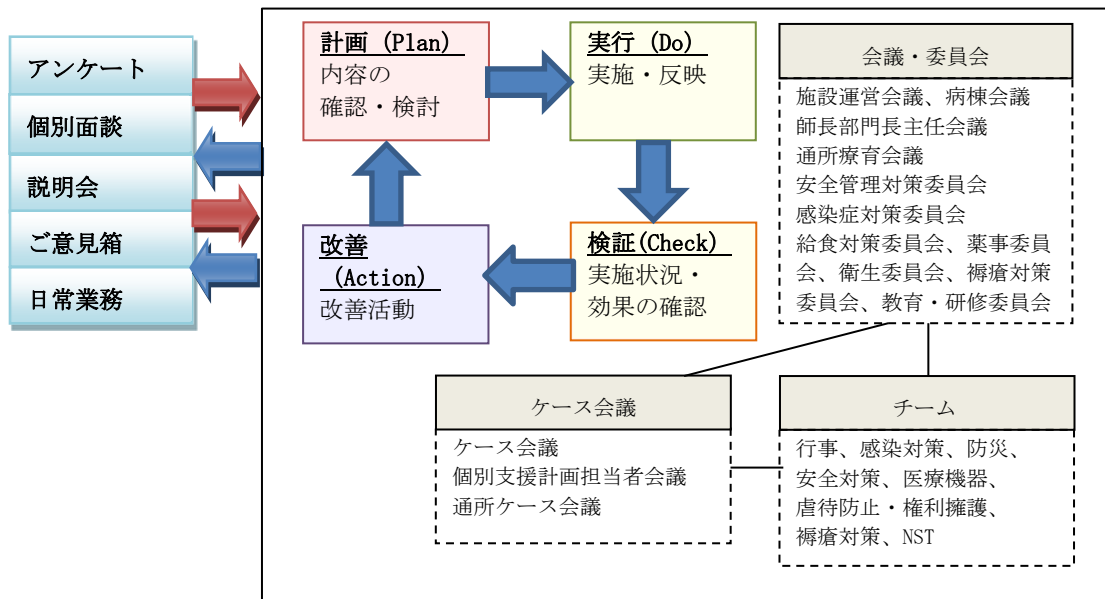 アンケート
個別面談
説明会
ご意見箱
日常業務
計画 (Plan)
内容の
確認・検討
実行 (Do)
実施・反映
改善
(Action)
改善活動
検証(Check)
実施状況・
効果の確認
会議・委員会
施設運営会議、病棟会議
師長部門長主任会議
通所療育会議
安全管理対策委員会
感染症対策委員会
給食対策委員会、薬事委員
会、衛生委員会、褥瘡対策
委員会、教育・研修委員会
ケース会議
ケース会議
個別支援計画担当者会議
通所ケース会議
チーム
行事、感染対策、防災、
安全対策、医療機器、
虐待防止・権利擁護、
褥瘡対策、NST